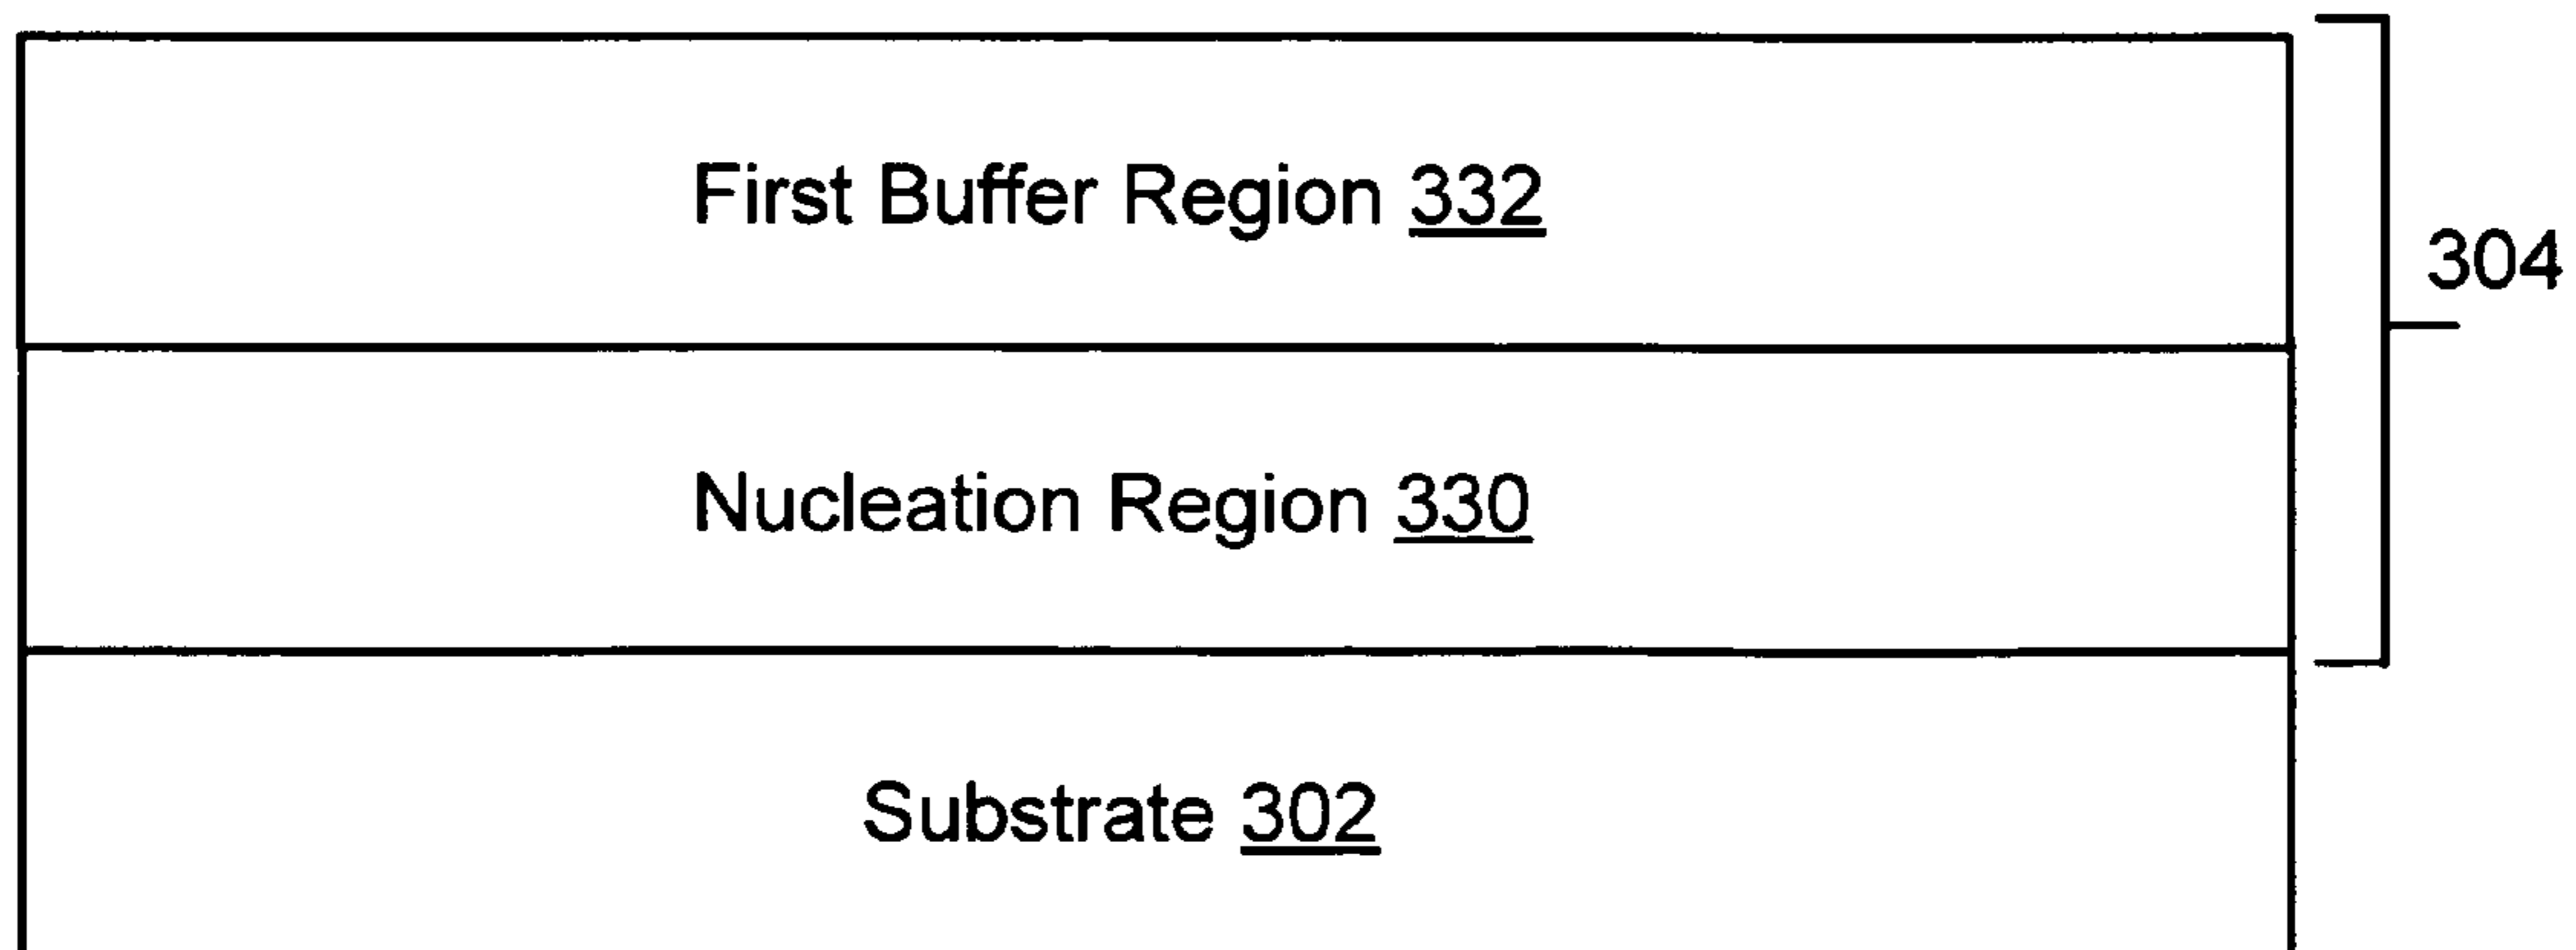 First Buffer Region 332
304
Nucleation Region 330
Substrate 302